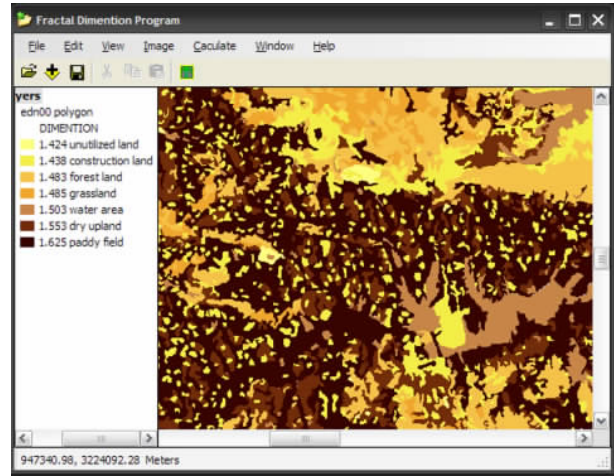 Fractal Dimention Program
File Edit View Image Caculate Window Help
yers
edn00 polygon
DIMENTION
1.424 unutilized land
1.438 construction land
1.483 forest land
1.485 grassland
1.503 water area
1.553 dry upland
1.625 paddy field
947340.98, 3224092.28 Meters